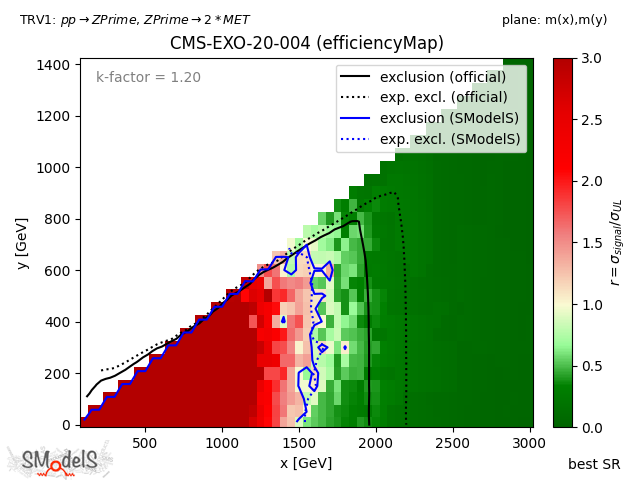 TRV1: pp → ZPrime, ZPrime → 2 * MET
plane: m(x),m(y)
CMS-EXO-20-004 (efficiencyMap)
k-factor = 1.20
exclusion (official)
exp. excl. (official)
exclusion (SModelS)
exp. excl. (SModelS)
1400
1200
1000
800
600
400
200
0
y [GeV]
500
1000
1500
2000
2500
3000
x [GeV]
3.0
2.5
2.0
1.5
1.0
0.5
0.0
r = σsignal/σUL
best SR
SModelS